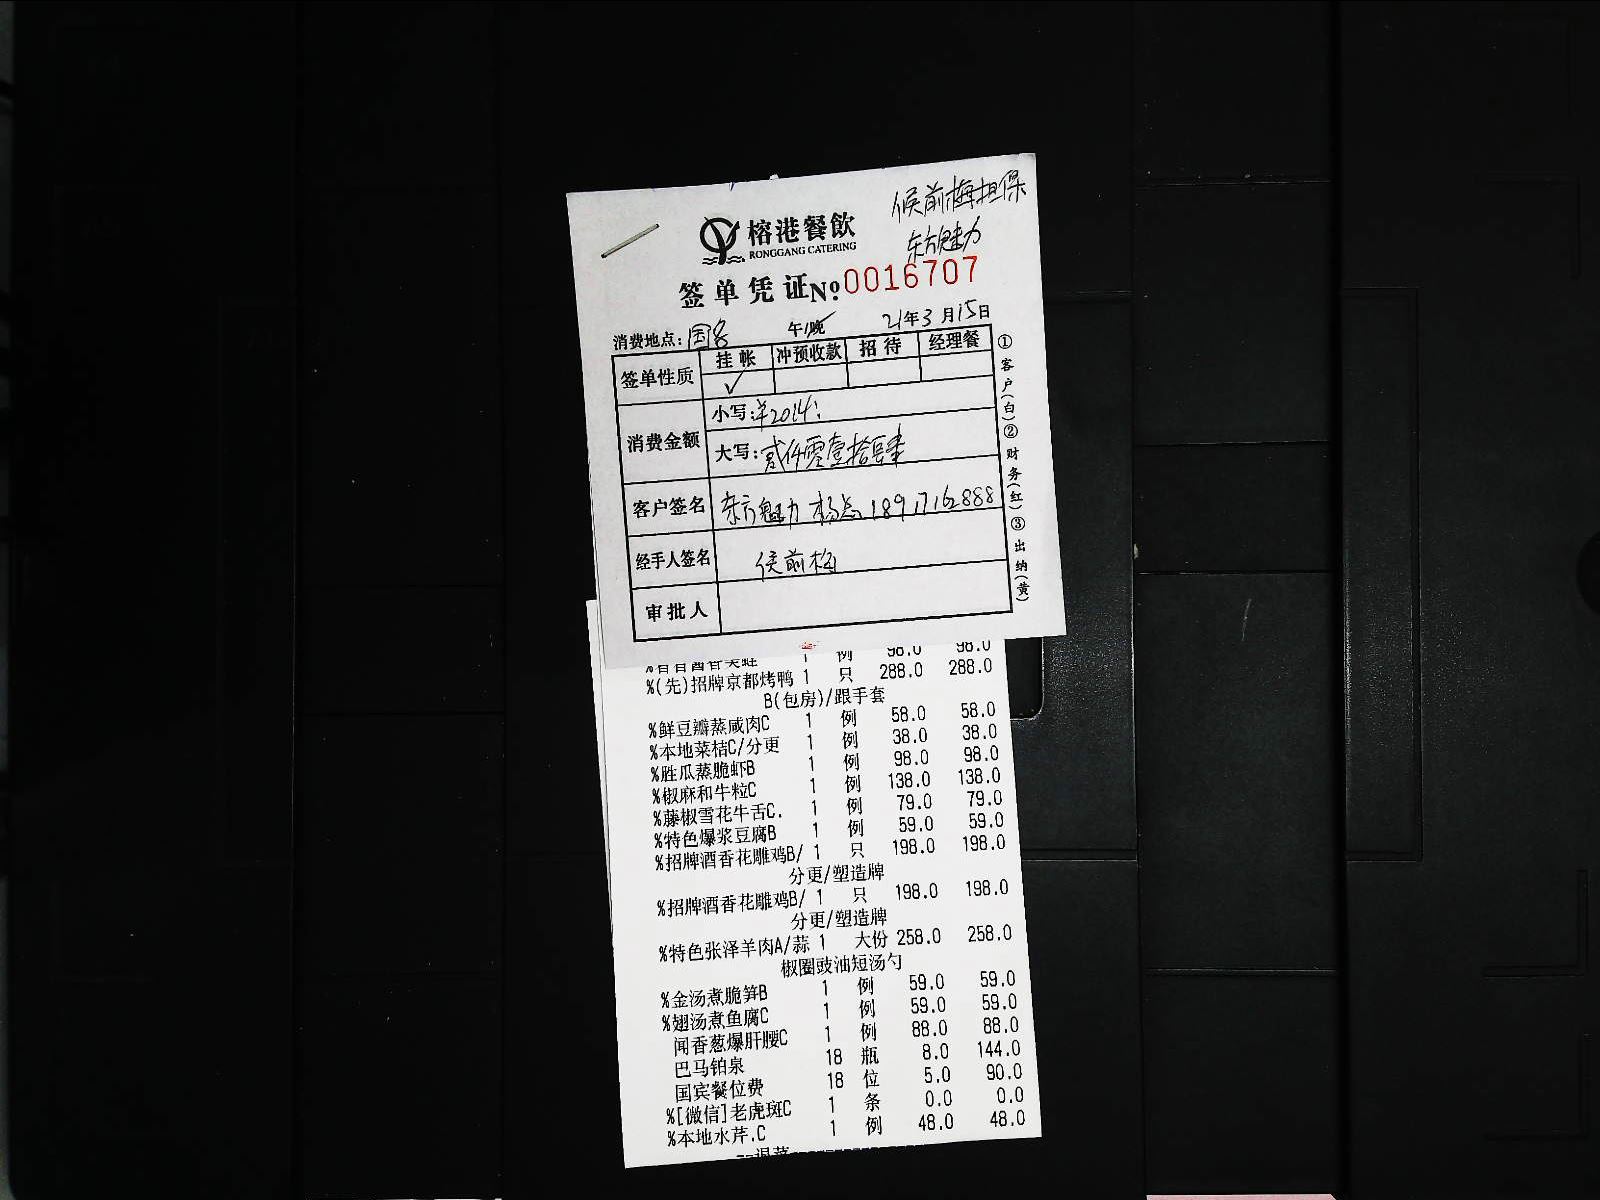 候前梅担保
东方魅力
榕港餐飲
RONGGANG CATERING
签单凭证 No. 0016707
消费地点: 国客 午/晚 21年3月15日
签单性质 挂帐 冲预收款 招待 经理餐
✓
消费金额 小写: 2014
大写: 贰仟零壹拾肆
客户签名 东方魅力 杨总
经手人签名 侯前梅
审批人
①客户(白)②财务(红)③出纳(黄)
1 例 98.0 98.0
%(先)招牌京都烤鸭 1 只 288.0 288.0
B(包房)/跟手套
%鲜豆瓣蒸咸肉C 1 例 58.0 58.0
%本地菜桔C/分更 1 例 38.0 38.0
%胜瓜蒸脆虾B 1 例 98.0 98.0
%椒麻和牛粒C 1 例 138.0 138.0
%藤椒雪花牛舌C. 1 例 79.0 79.0
%特色爆浆豆腐B 1 例 59.0 59.0
%招牌酒香花雕鸡B/ 1 只 198.0 198.0
分更/塑造牌
%招牌酒香花雕鸡B/ 1 只 198.0 198.0
分更/塑造牌
%特色张泽羊肉A/蒜 1 大份 258.0 258.0
椒圈豉油短汤勺
%金汤煮脆笋B 1 例 59.0 59.0
%翅汤煮鱼腐C 1 例 59.0 59.0
闻香葱爆肝腰C 1 例 88.0 88.0
巴马铂泉 18 瓶 8.0 144.0
国宾餐位费 18 位 5.0 90.0
%[微信]老虎斑C 1 条 0.0 0.0
%本地水芹.C 1 例 48.0 48.0